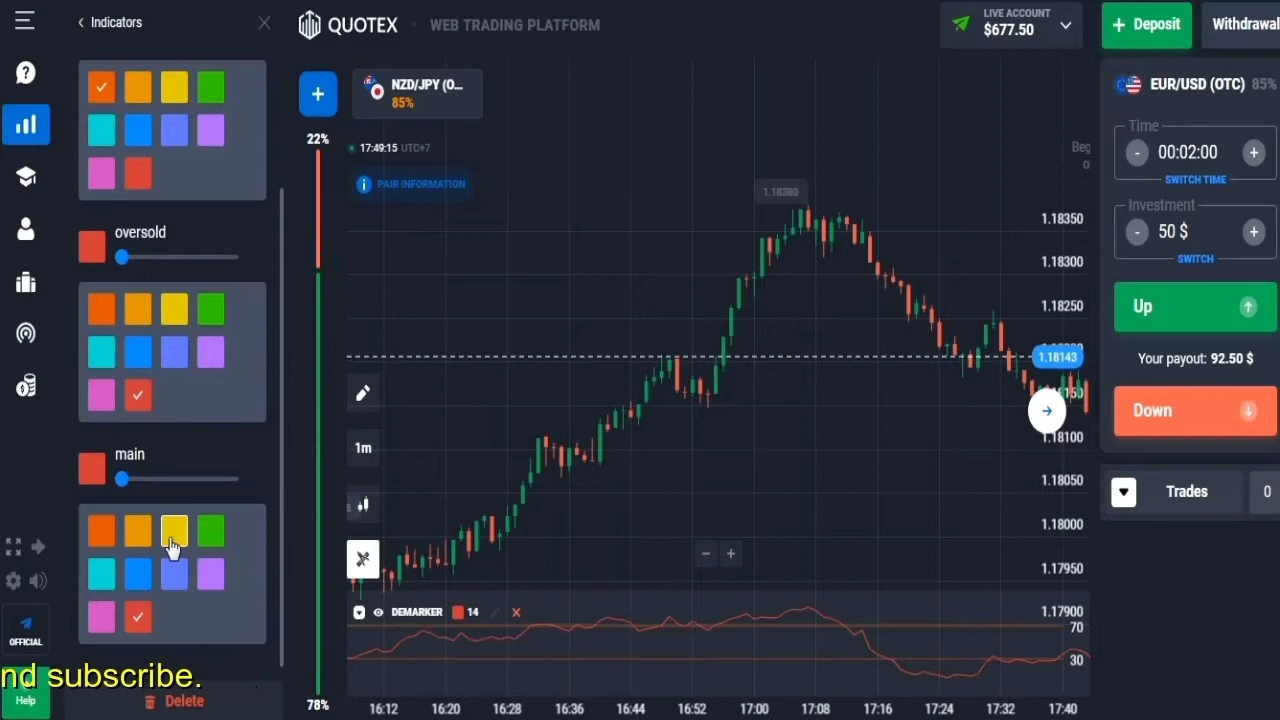 Indicators
QUOTEX
WEB TRADING PLATFORM
LIVE ACCOUNT
$677.50
+ Deposit
Withdrawal
NZD/JPY (O...
85%
EUR/USD (OTC) 85%
22%
17:49:15 UTC+7
PAIR INFORMATION
Beg
Time
- 00:02:00 +
SWITCH TIME
Investment
- 50 $ +
SWITCH
Up
Your payout: 92.50 $
Down
Trades 0
oversold
main
1.18380
1.18350
1.18300
1.18250
1.18143
1.18100
1.18050
1.18000
1.17950
1.17900
1m
DEMARKER 14
70
30
OFFICIAL
nd subscribe.
Help
Delete
78%
16:12 16:20 16:28 16:36 16:44 16:52 17:00 17:08 17:16 17:24 17:32 17:40